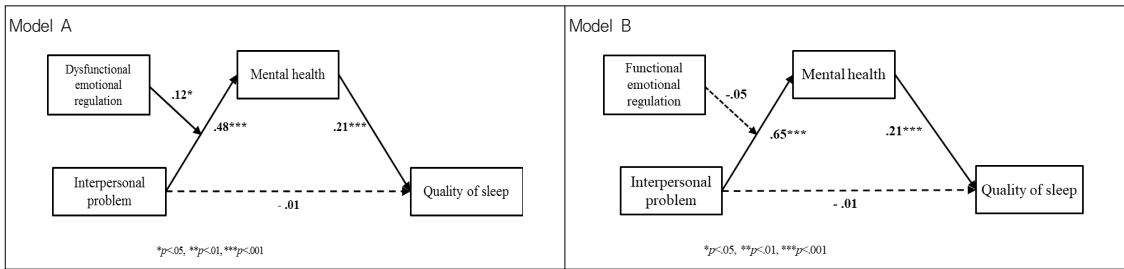 Model A
Dysfunctional
emotional
regulation
Mental health
.12*
.48***
.21***
Interpersonal
problem
Quality of sleep
- .01
*p<.05, **p<.01, ***p<.001
Model B
Functional
emotional
regulation
Mental health
-.05
.65***
.21***
Interpersonal
problem
Quality of sleep
- .01
*p<.05, **p<.01, ***p<.001